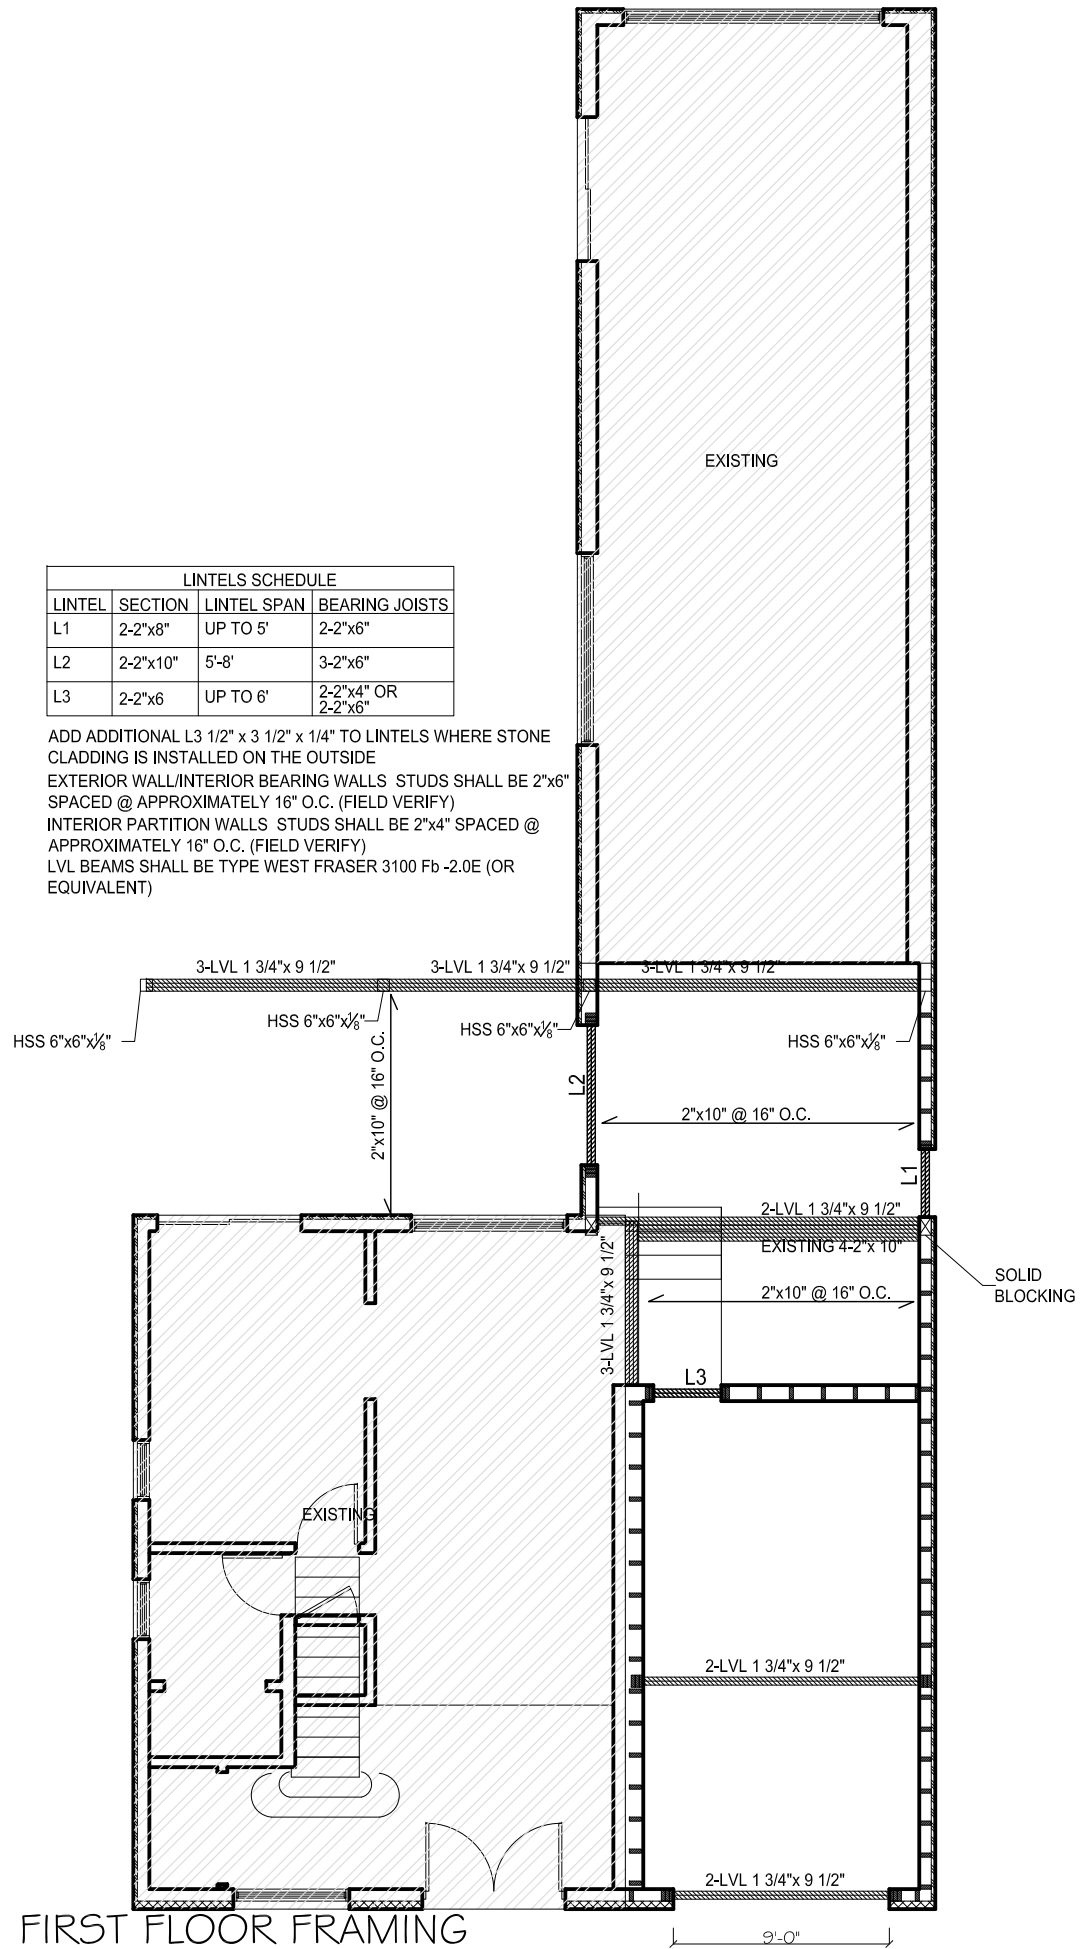 EXISTING
LINTELS SCHEDULE
LINTEL SECTION LINTEL SPAN BEARING JOISTS
L1 2-2"x8" UP TO 5' 2-2"x6"
L2 2-2"x10" 5'-8' 3-2"x6"
L3 2-2"x6 UP TO 6' 2-2"x4" OR
2-2"x6"
ADD ADDITIONAL L3 1/2" x 3 1/2" x 1/4" TO LINTELS WHERE STONE
CLADDING IS INSTALLED ON THE OUTSIDE
EXTERIOR WALL/INTERIOR BEARING WALLS STUDS SHALL BE 2"x6"
SPACED @ APPROXIMATELY 16" O.C. (FIELD VERIFY)
INTERIOR PARTITION WALLS STUDS SHALL BE 2"x4" SPACED @
APPROXIMATELY 16" O.C. (FIELD VERIFY)
LVL BEAMS SHALL BE TYPE WEST FRASER 3100 Fb -2.0E (OR
EQUIVALENT)
3-LVL 1 3/4"x 9 1/2"
3-LVL 1 3/4"x 9 1/2"
3-LVL 1 3/4"x 9 1/2"
HSS 6"x6"x1/8"
HSS 6"x6"x1/8"
HSS 6"x6"x1/8"
HSS 6"x6"x1/8"
2"x10" @ 16" O.C.
L2
2"x10" @ 16" O.C.
L1
2-LVL 1 3/4"x 9 1/2"
EXISTING 4-2"x 10"
3-LVL 1 3/4"x 9 1/2"
2"x10" @ 16" O.C.
SOLID
BLOCKING
L3
EXISTING
2-LVL 1 3/4"x 9 1/2"
2-LVL 1 3/4"x 9 1/2"
FIRST FLOOR FRAMING
9'-0"